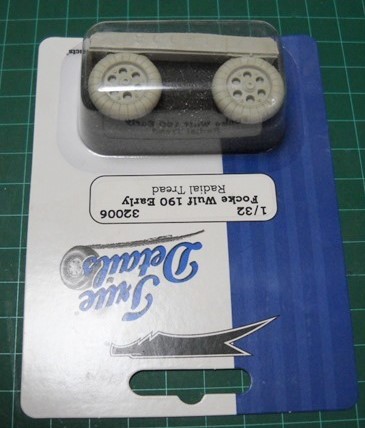 True
Details
1/32 32006
Focke Wulf 190 Early
Radial Tread